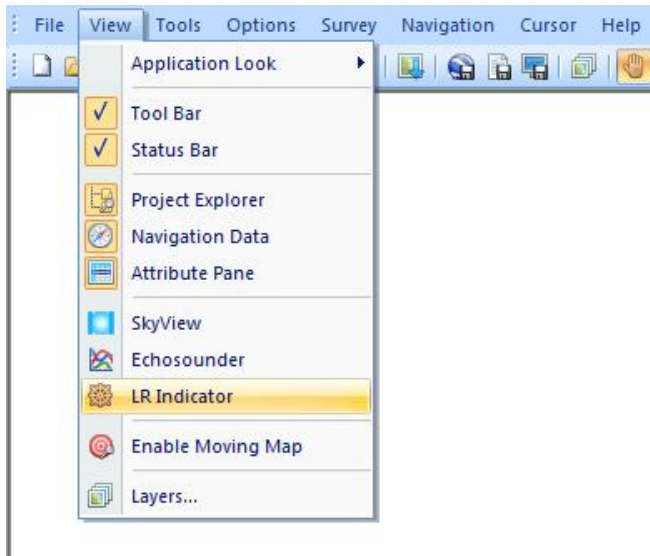 File View Tools Options Survey Navigation Cursor Help
Application Look
Tool Bar
Status Bar
Project Explorer
Navigation Data
Attribute Pane
SkyView
Echosounder
LR Indicator
Enable Moving Map
Layers...